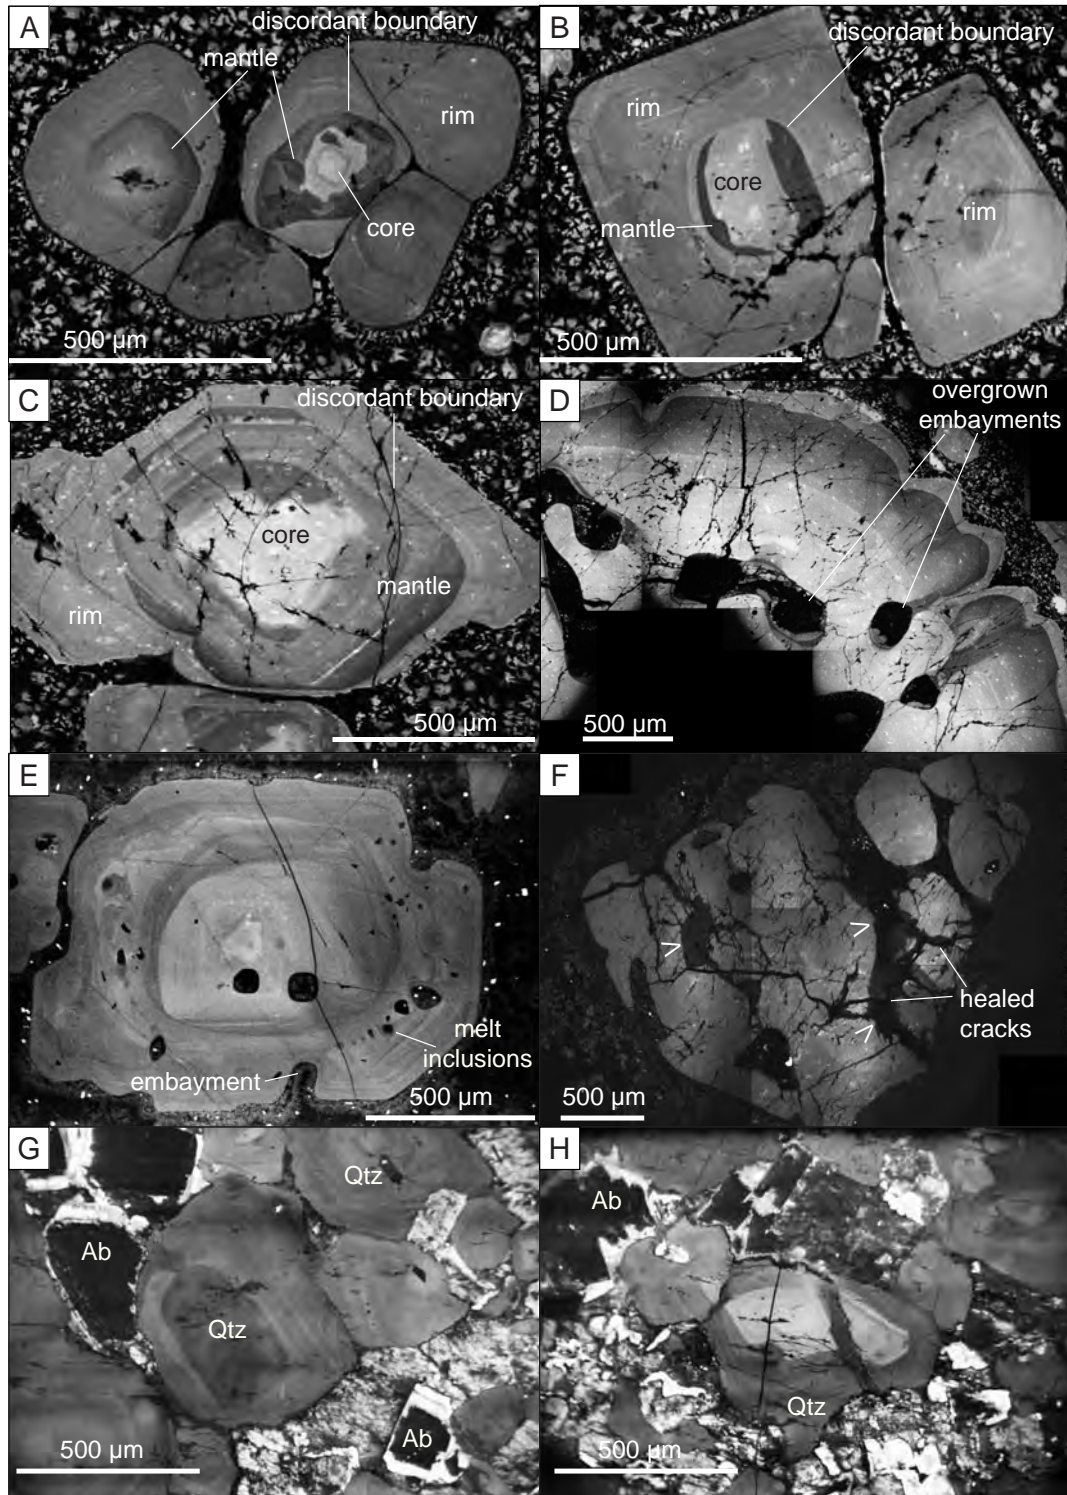 A
discordant boundary
mantle
rim
core
500 µm
B
discordant boundary
rim
core
mantle
rim
500 µm
C
discordant boundary
core
mantle
rim
500 µm
D
overgrown
embayments
500 µm
E
melt
inclusions
embayment
500 µm
F
>
>
>
healed
cracks
500 µm
G
Qtz
Ab
Qtz
Ab
500 µm
H
Ab
Qtz
500 µm